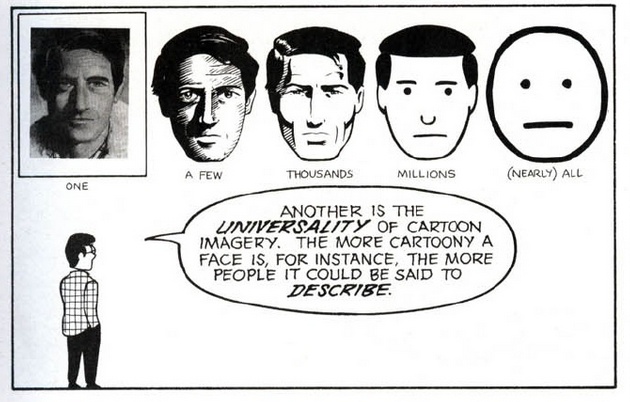 ONE
A FEW
THOUSANDS
MILLIONS
(NEARLY) ALL
ANOTHER IS THE
UNIVERSALITY OF CARTOON
IMAGERY. THE MORE CARTOONY A
FACE IS, FOR INSTANCE, THE MORE
PEOPLE IT COULD BE SAID TO
DESCRIBE.